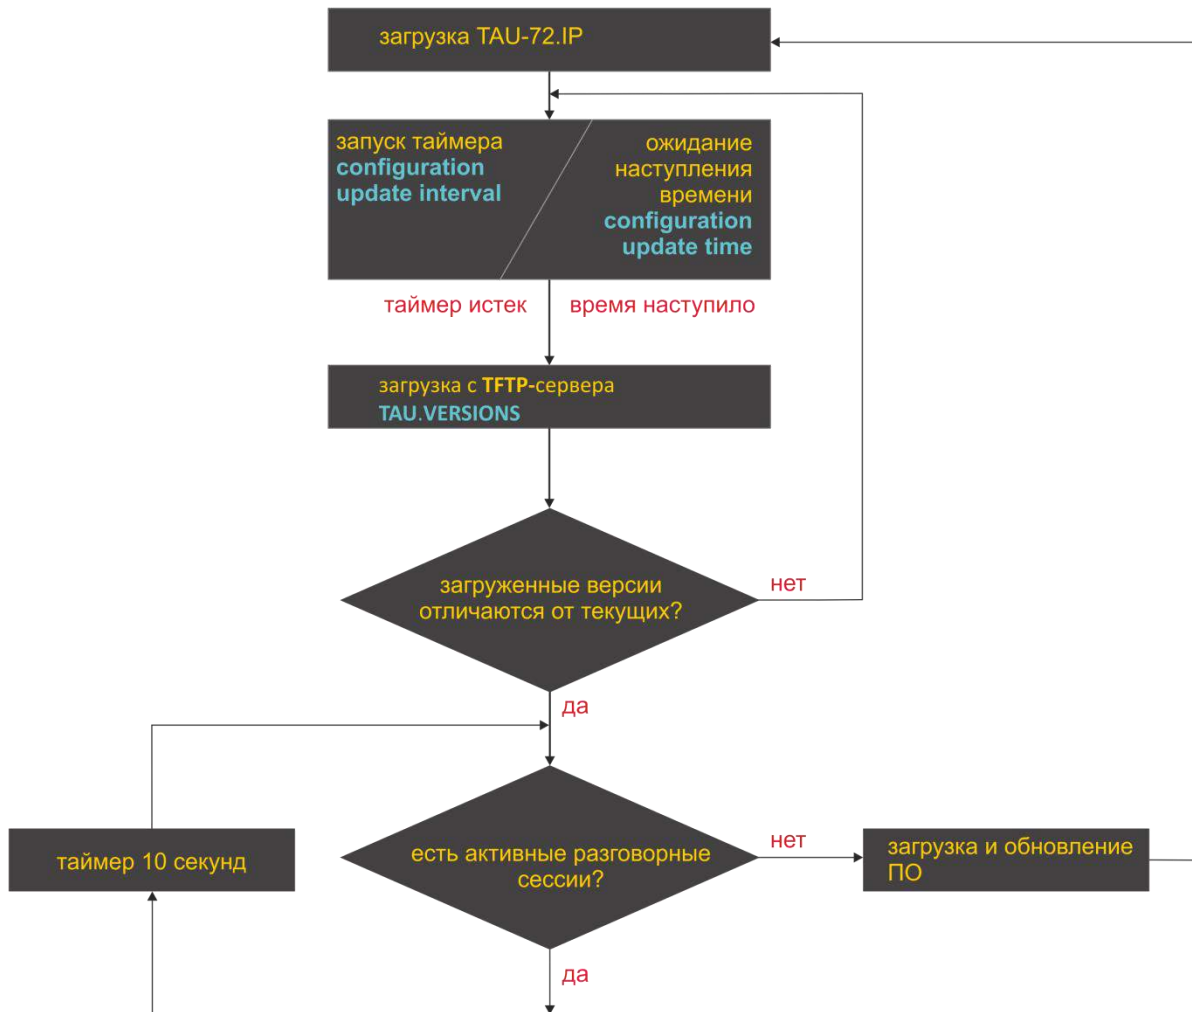 загрузка TAU-72.IP
запуск таймера
configuration
update interval
ожидание
наступления
времени
configuration
update time
таймер истек
время наступило
загрузка с TFTP-сервера
TAU.VERSIONS
загруженные версии
отличаются от текущих?
нет
да
таймер 10 секунд
есть активные разговорные
сессии?
нет
загрузка и обновление
ПО
да